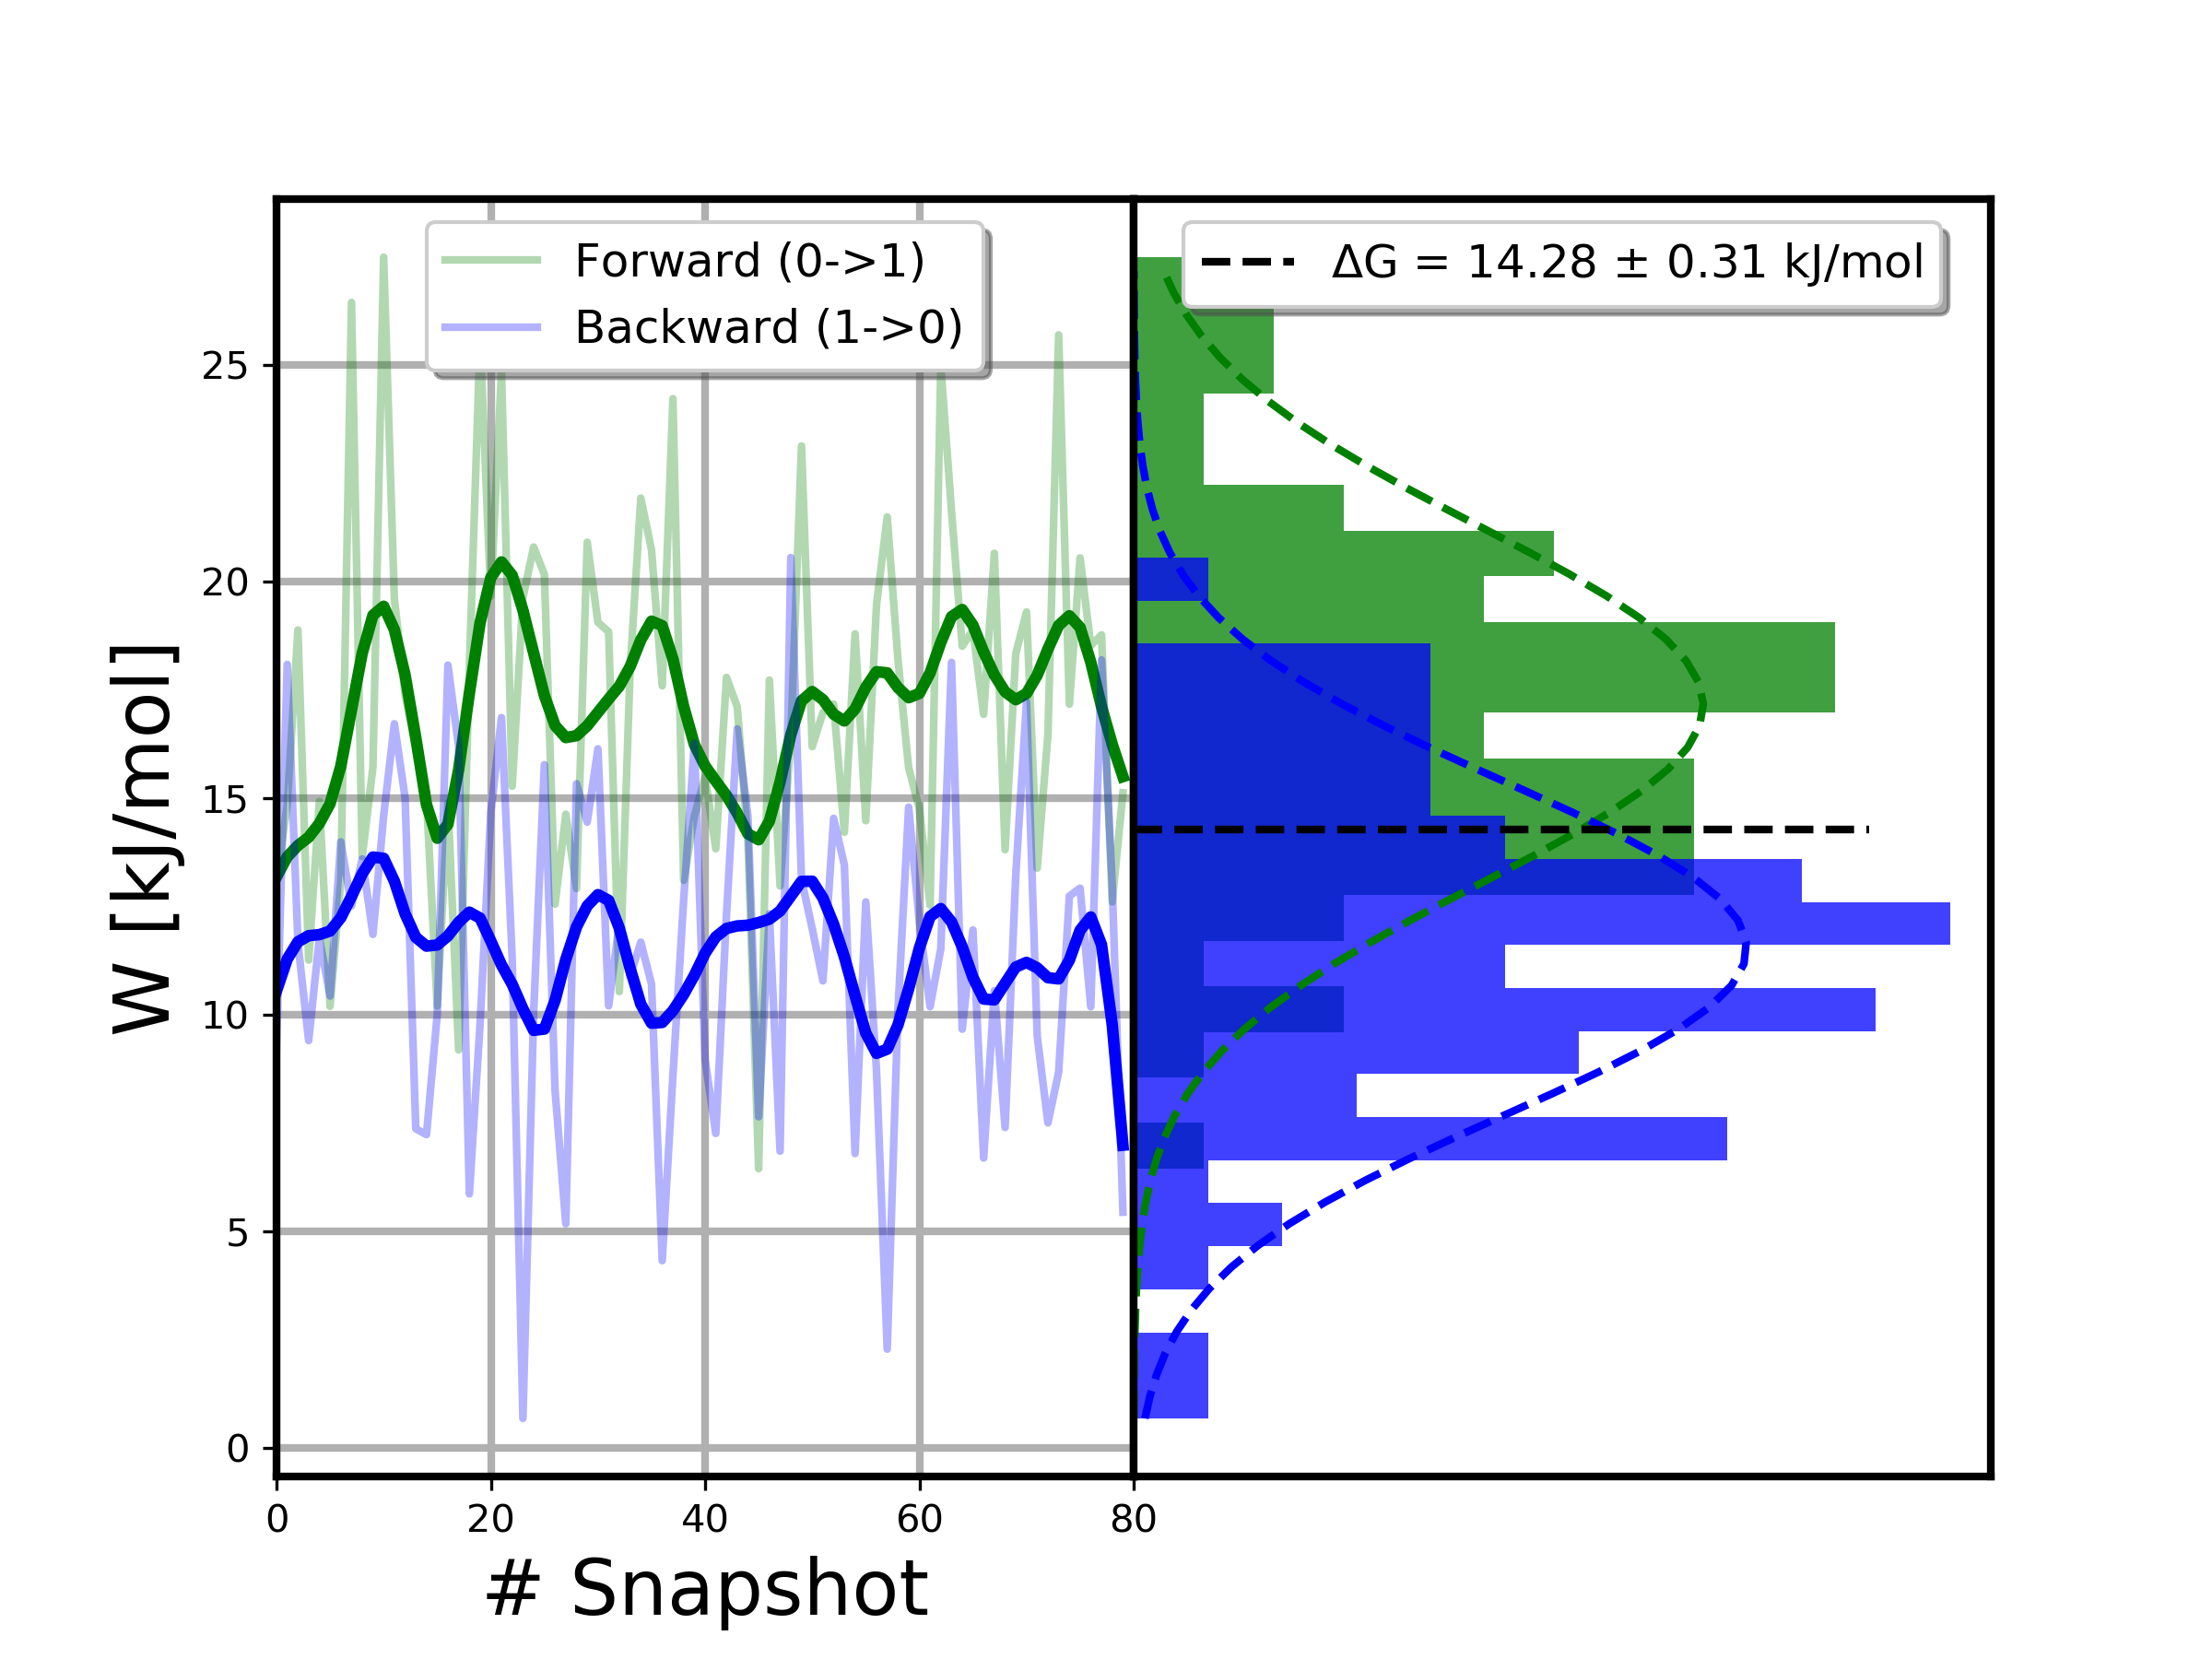 Forward (0->1)
Backward (1->0)
ΔG = 14.28 ± 0.31 kJ/mol
25
20
15
10
5
0
W [kJ/mol]
0 20 40 60 80
# Snapshot